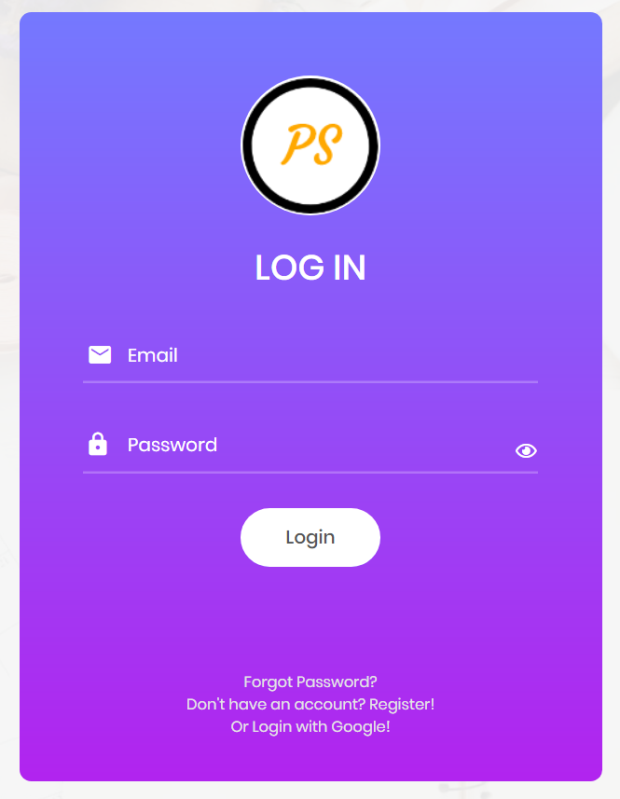 PS
LOG IN
Email
Password
Login
Forgot Password?
Don't have an account? Register!
Or Login with Google!